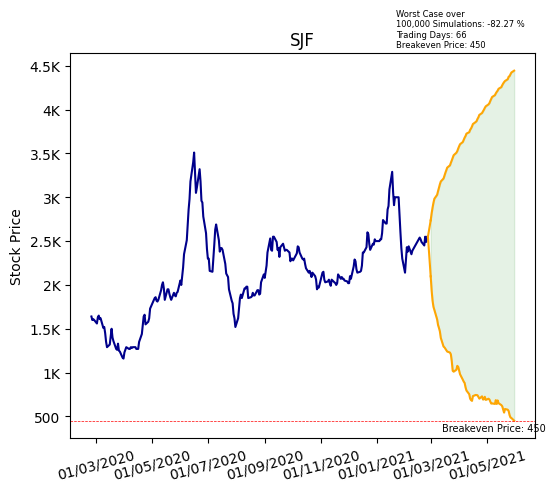 Worst Case over
100,000 Simulations: -82.27 %
Trading Days: 66
Breakeven Price: 450
SJF
Stock Price
4.5K
4K
3.5K
3K
2.5K
2K
1.5K
1K
500
Breakeven Price: 450
01/03/2020 01/05/2020 01/07/2020 01/09/2020 01/11/2020 01/01/2021 01/03/2021 01/05/2021